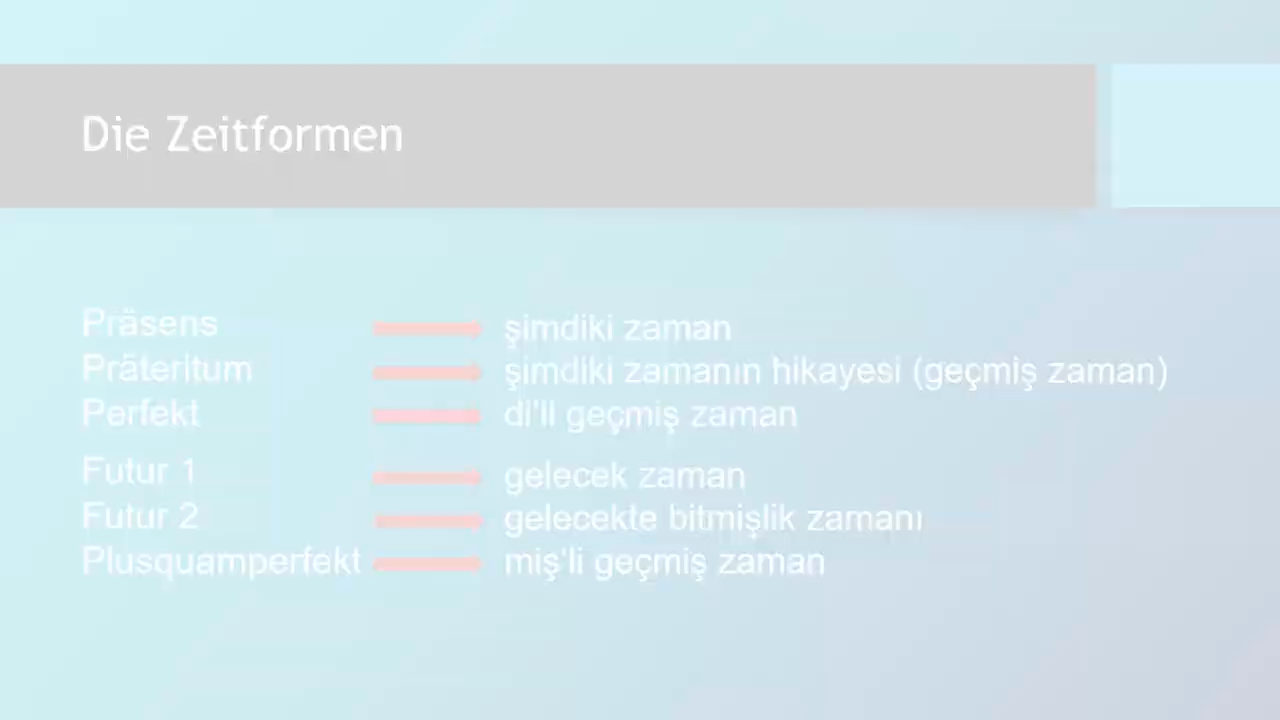 Die Zeitformen
Präsens şimdiki zaman
Präteritum şimdiki zamanın hikayesi (geçmiş zaman)
Perfekt di'li geçmiş zaman
Futur 1 gelecek zaman
Futur 2 gelecekte bitmişlik zamanı
Plusquamperfekt miş'li geçmiş zaman